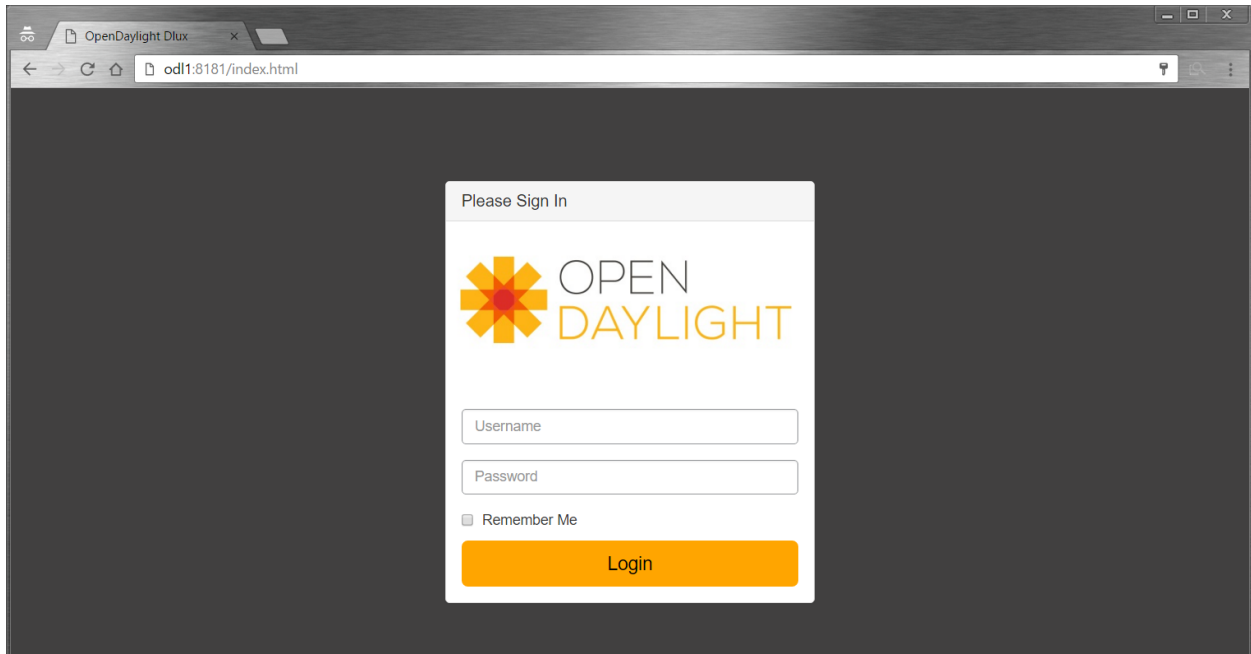 OpenDaylight Dlux
odl1:8181/index.html
Please Sign In
OPEN
DAYLIGHT
Username
Password
Remember Me
Login